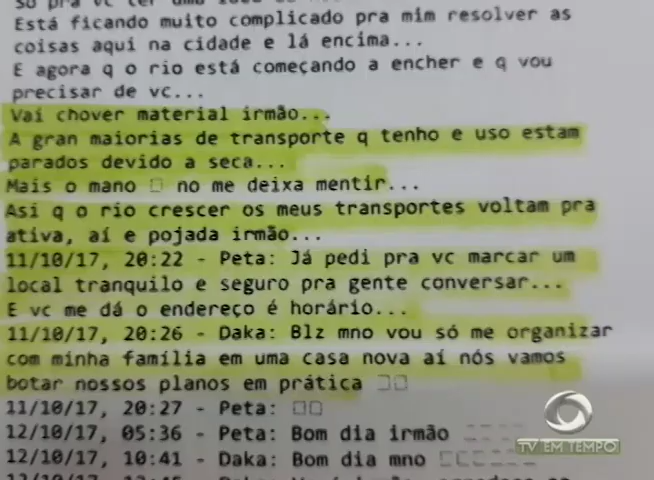 só pra vc ter uma
Está ficando muito complicado pra mim resolver as
coisas aqui na cidade e lá encima...
E agora q o rio está começando a encher e q vou
precisar de vc...
Vai chover material irmão...
A gran maiorias de transporte q tenho e uso estam
parados devido a seca...
Mais o mano □ no me deixa mentir...
Asi q o rio crescer os meus transportes voltam pra
ativa, aí e pojada irmão...
11/10/17, 20:22 - Peta: Já pedi pra vc marcar um
local tranquilo e seguro pra gente conversar...
E vc me dá o endereço é horário...
11/10/17, 20:26 - Daka: Blz mno vou só me organizar
com minha família em uma casa nova aí nós vamos
botar nossos planos em prática □□
11/10/17, 20:27 - Peta: □□
12/10/17, 05:36 - Peta: Bom dia irmão □□□□
12/10/17, 10:41 - Daka: Bom dia mno □□□□□□
TV EM TEMPO